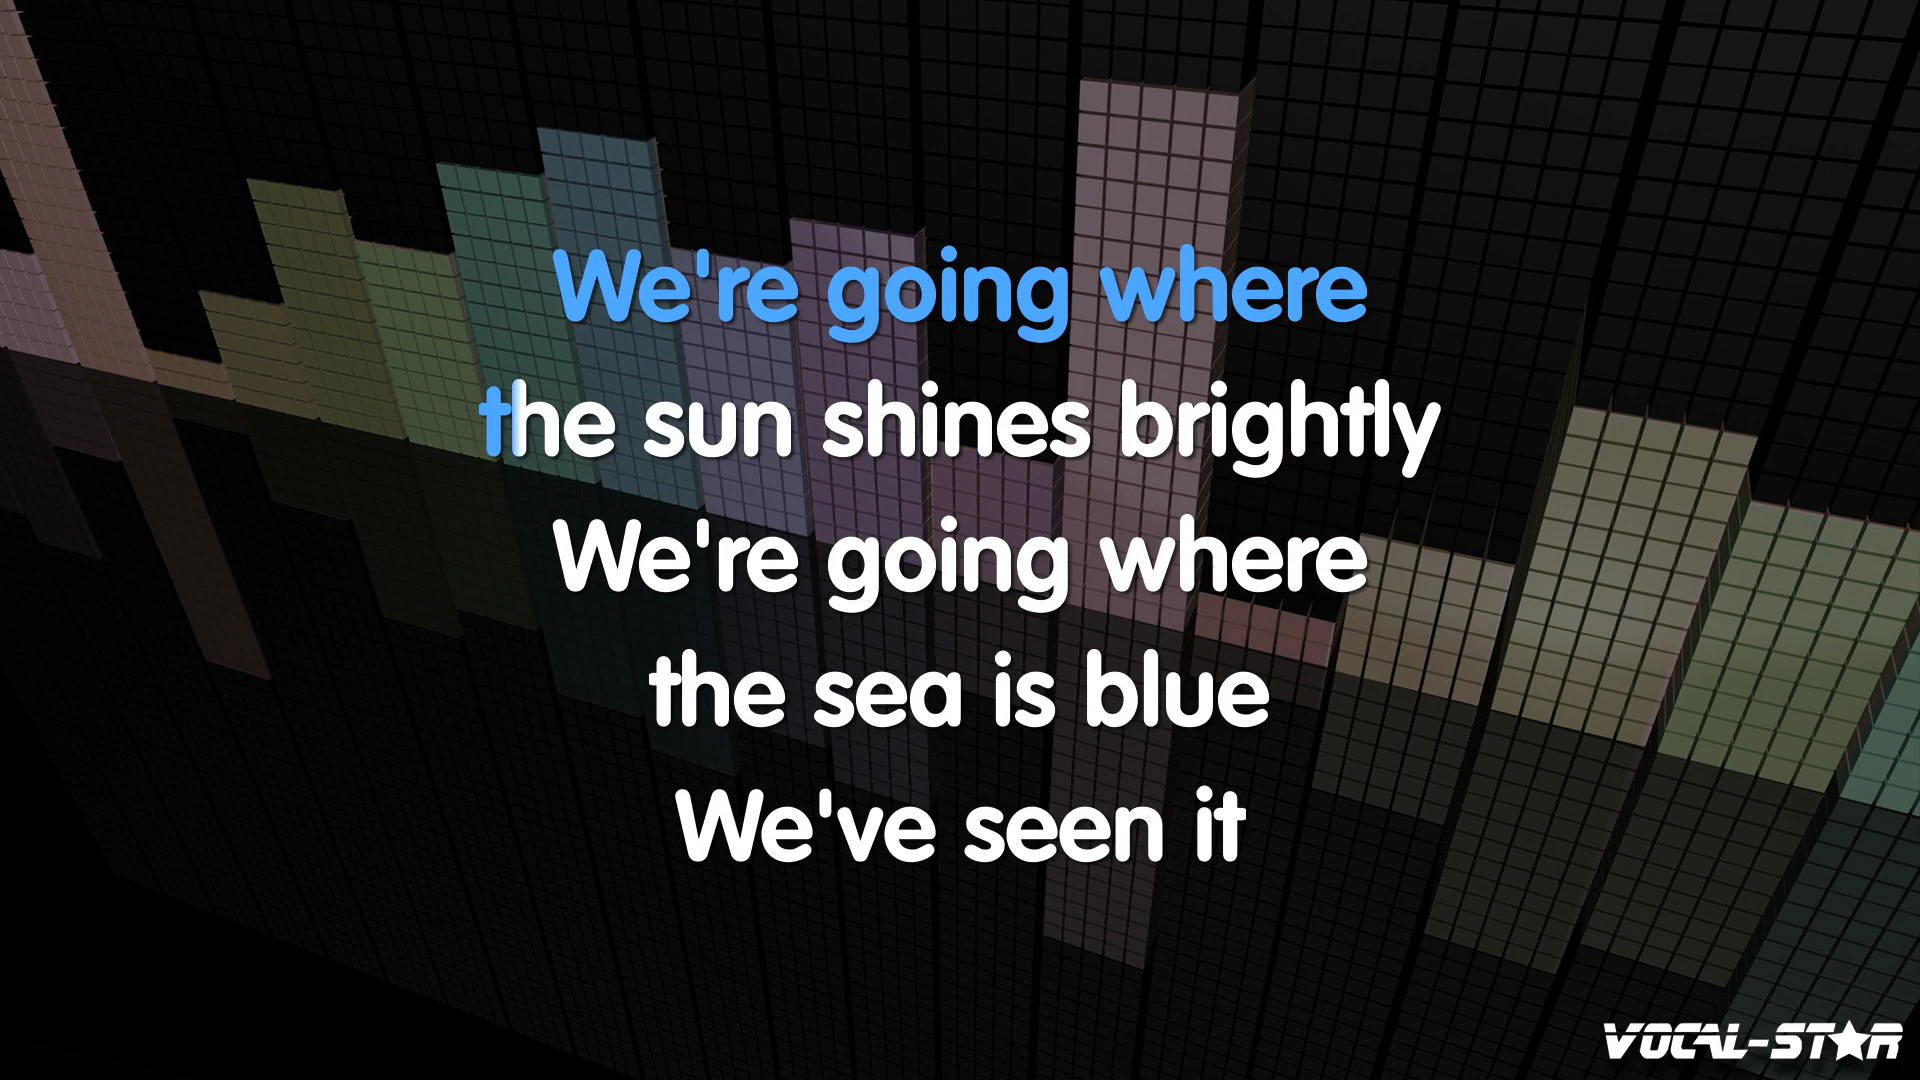 We're going where
the sun shines brightly
We're going where
the sea is blue
We've seen it
VOCAL-STAR